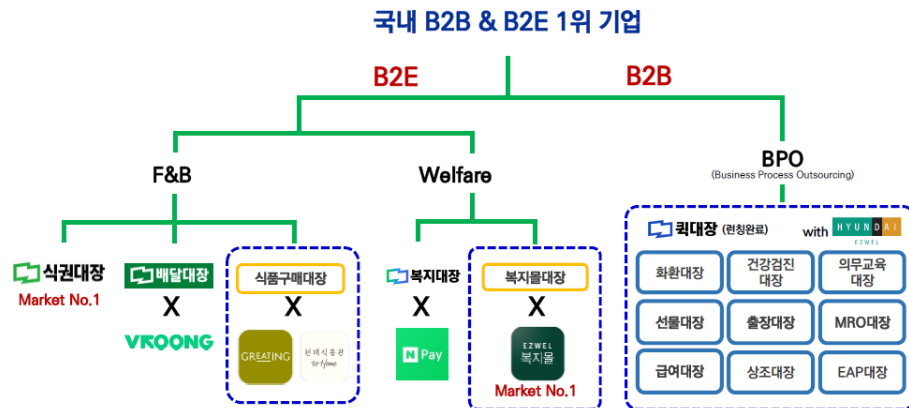 국내 B2B & B2E 1위 기업
B2E
B2B
F&B
Welfare
BPO
(Business Process Outsourcing)
식권대장
Market No.1
배달대장
X
VROONG
식품구매대장
X
GREATING
현대식품관
to Home
복지대장
X
N Pay
복지몰대장
X
EZWEL
복지몰
Market No.1
퀵대장 (런칭완료) with HYUNDAI
EZWEL
화환대장
건강검진
대장
의무교육
대장
선물대장
출장대장
MRO대장
급여대장
상조대장
EAP대장